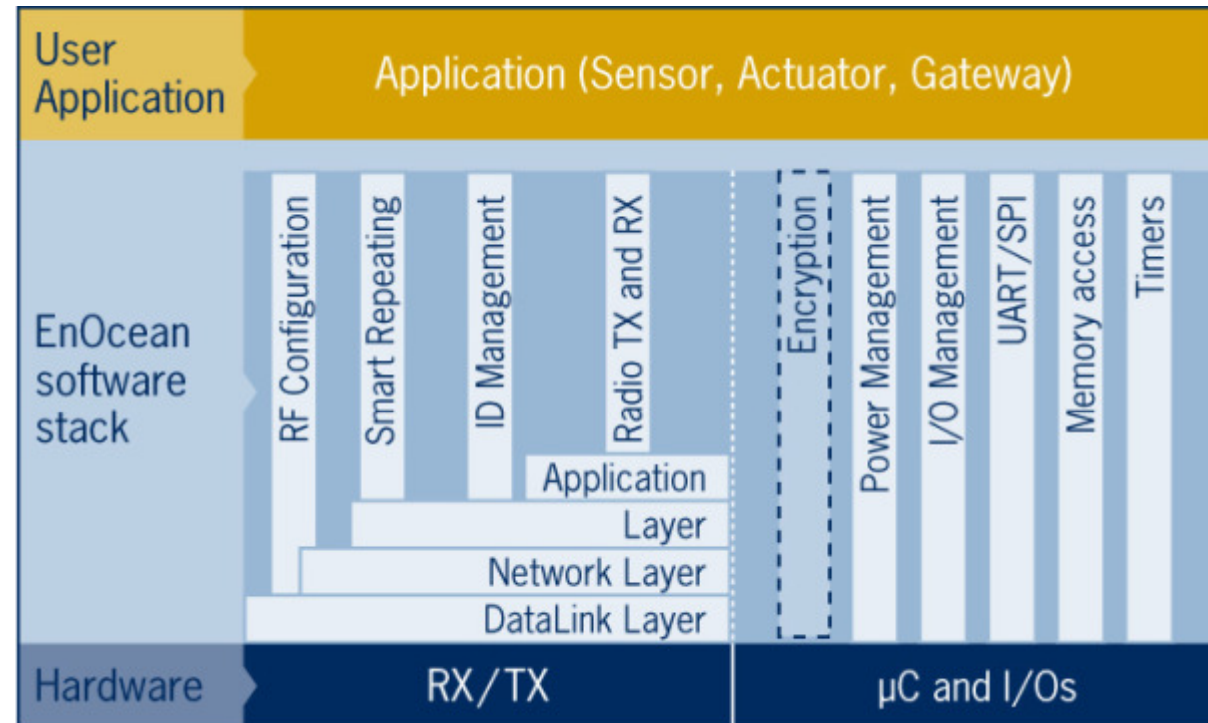 User
Application
Application (Sensor, Actuator, Gateway)
EnOcean
software
stack
RF Configuration
Smart Repeating
ID Management
Radio TX and RX
Encryption
Power Management
I/O Management
UART/SPI
Memory access
Timers
Application
Layer
Network Layer
DataLink Layer
Hardware
RX/TX
µC and I/Os